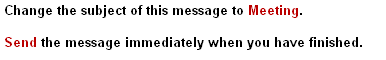 Change the subject of this message to Meeting.
Send the message immediately when you have finished.